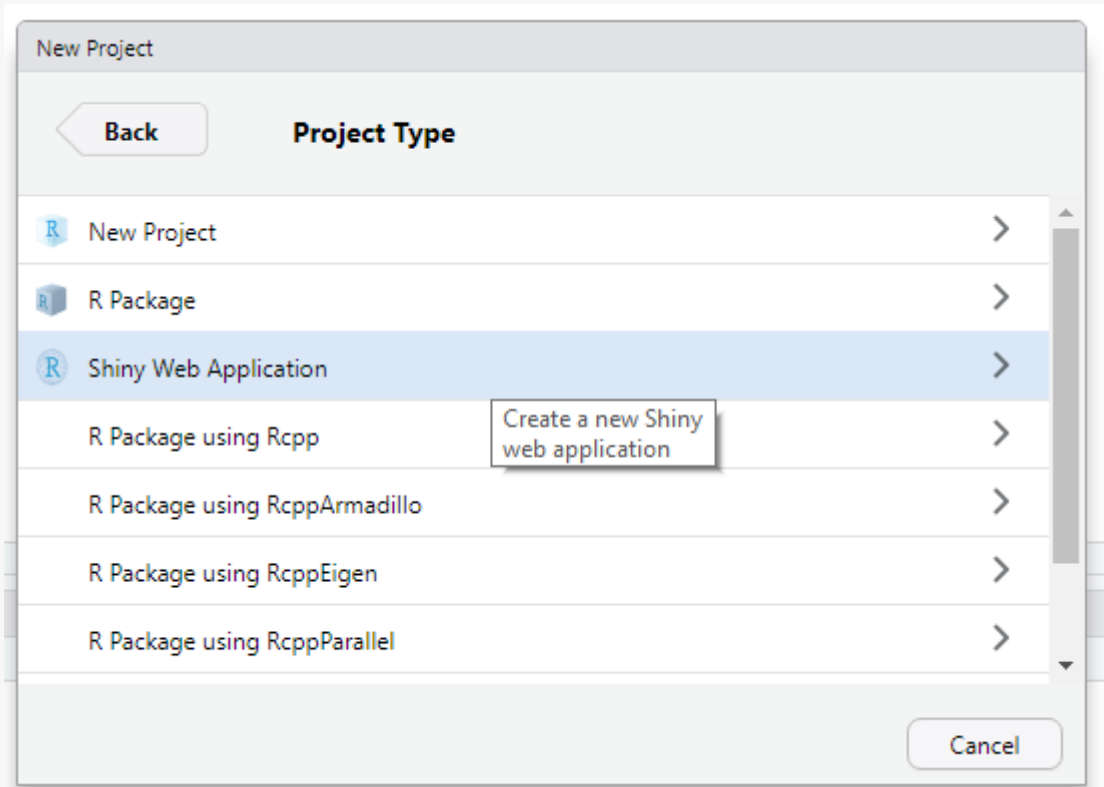 New Project
Back
Project Type
R New Project
R R Package
R Shiny Web Application
Create a new Shiny
web application
R Package using Rcpp
R Package using RcppArmadillo
R Package using RcppEigen
R Package using RcppParallel
Cancel